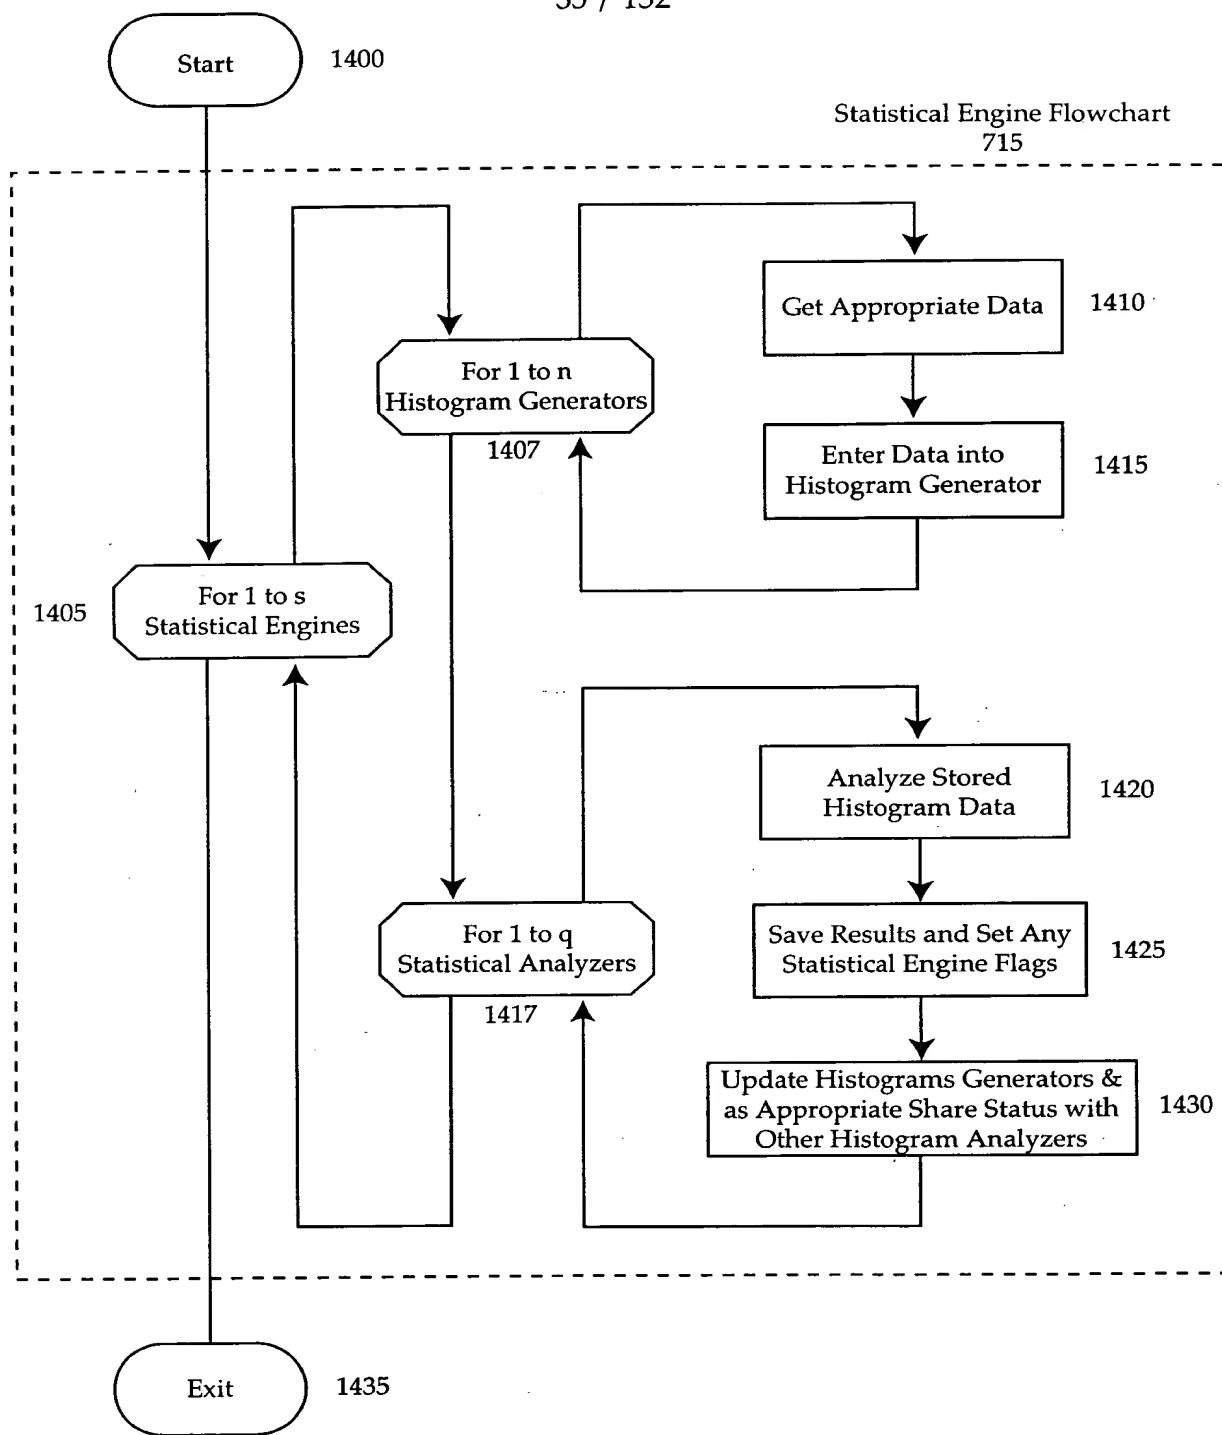 35 / 132
Start
1400
Statistical Engine Flowchart
715
Get Appropriate Data
1410
For 1 to n
Histogram Generators
1407
Enter Data into
Histogram Generator
1415
For 1 to s
Statistical Engines
1405
Analyze Stored
Histogram Data
1420
For 1 to q
Statistical Analyzers
1417
Save Results and Set Any
Statistical Engine Flags
1425
Update Histograms Generators &
as Appropriate Share Status with
Other Histogram Analyzers
1430
Exit
1435